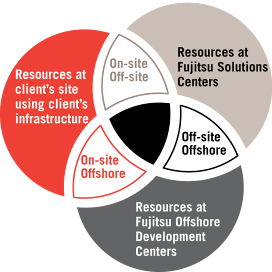 Resources at
client's site
using client's
infrastructure
On-site
Off-site
Resources at
Fujitsu Solutions
Centers
On-site
Offshore
Off-site
Offshore
Resources at
Fujitsu Offshore
Development
Centers